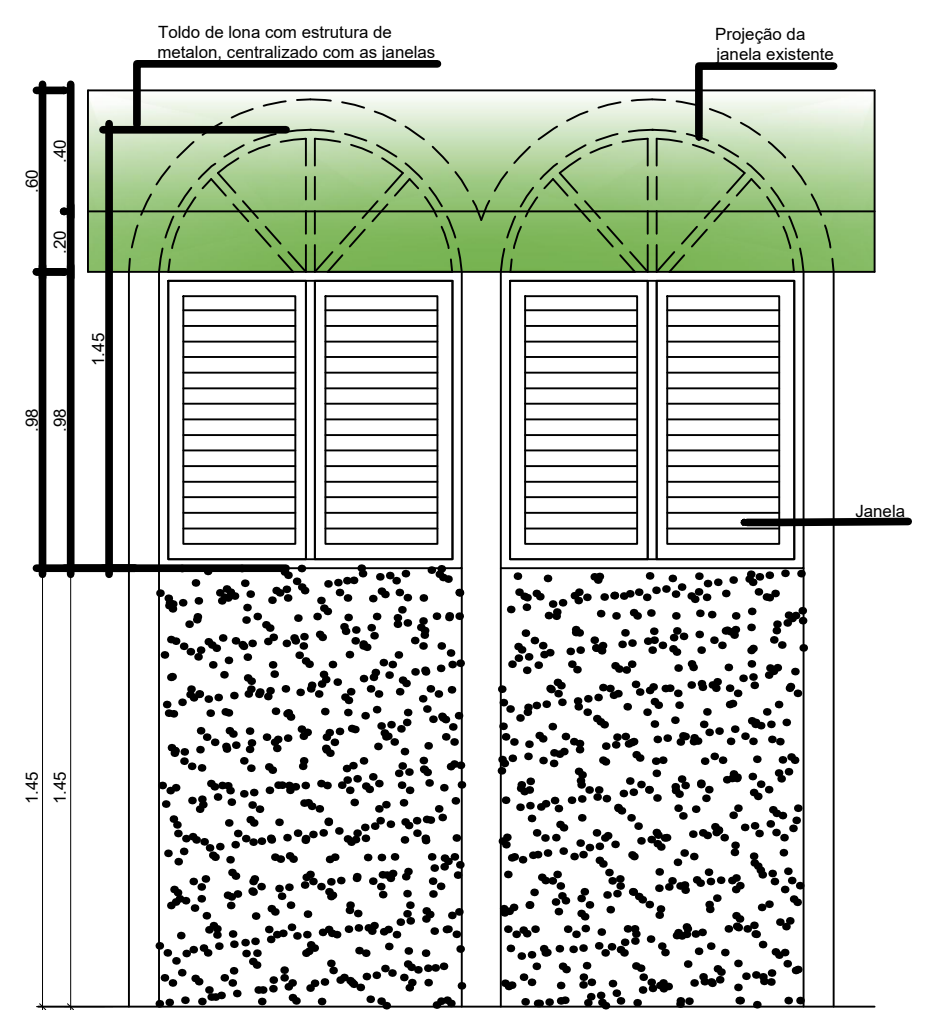 Toldo de lona com estrutura de
metalon, centralizado com as janelas
Projeção da
janela existente
.60
.40
.20
1.45
.98
.98
Janela
1.45
1.45